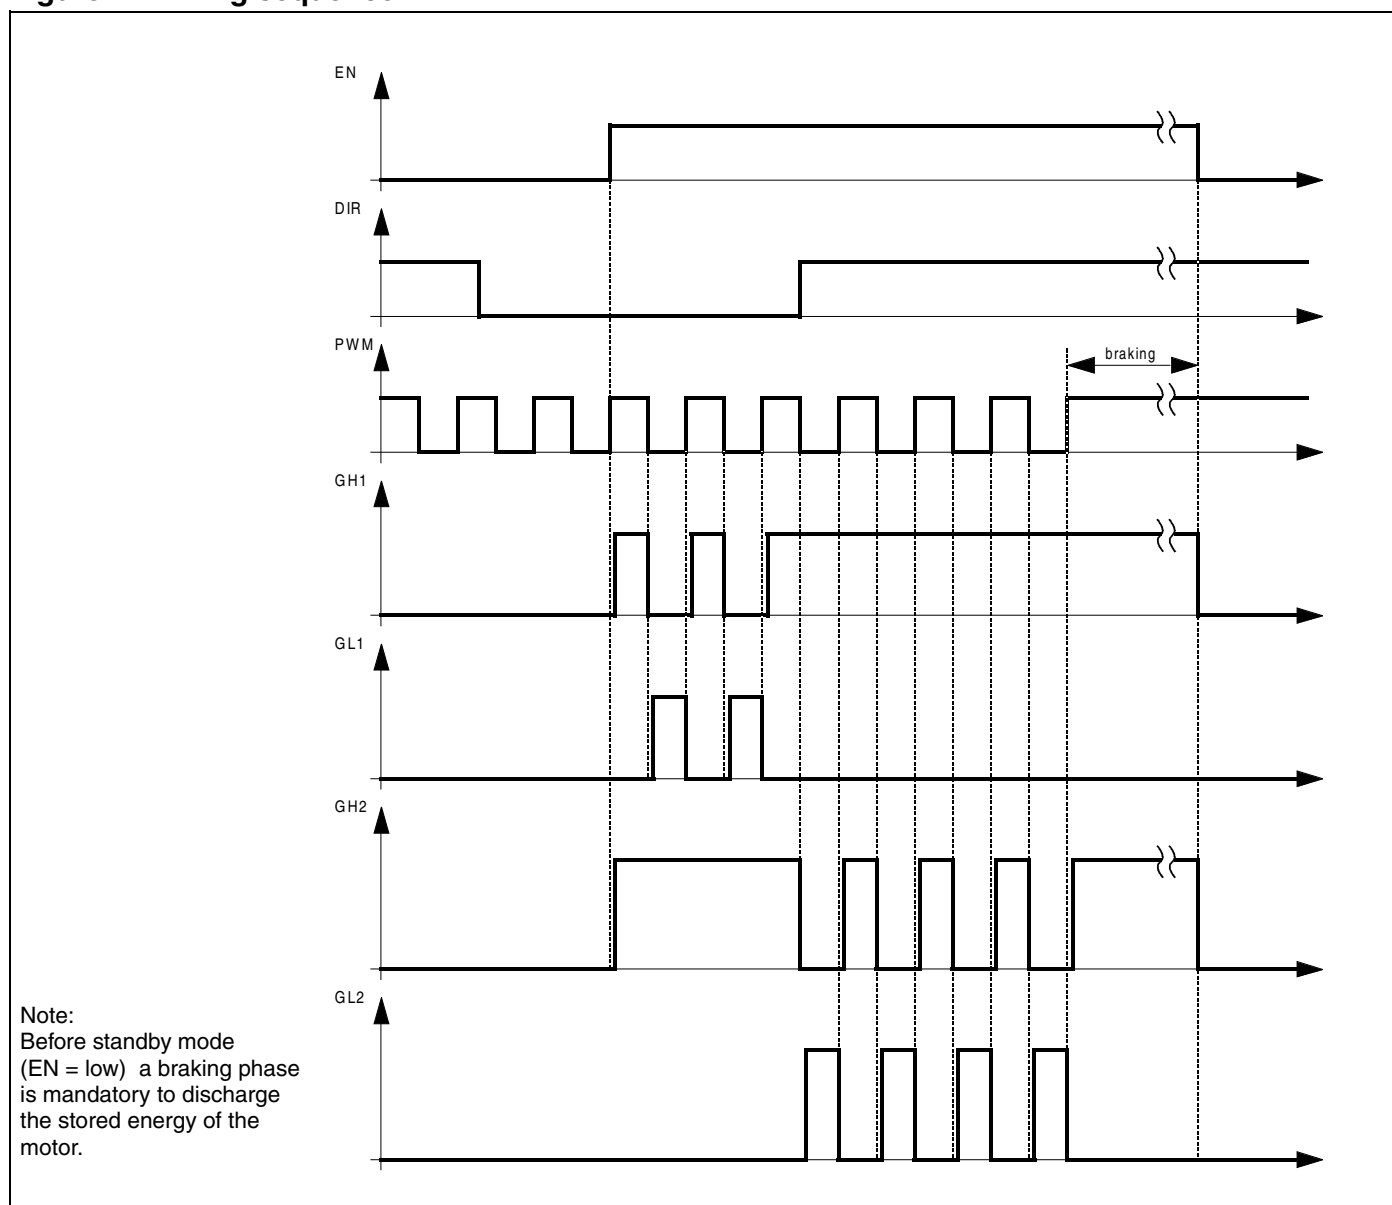 EN
DIR
PWM
braking
GH1
GL1
GH2
GL2
Note:
Before standby mode
(EN = low) a braking phase
is mandatory to discharge
the stored energy of the
motor.